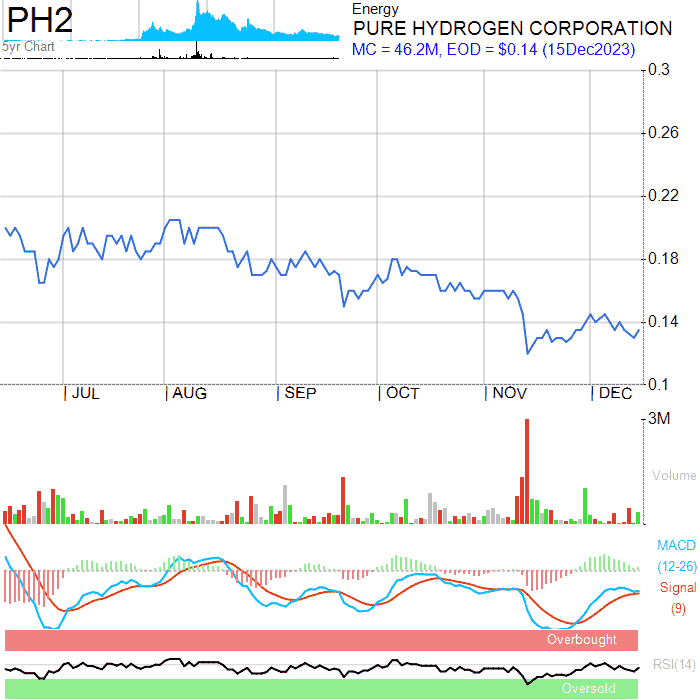 PH2
5yr Chart
Energy
PURE HYDROGEN CORPORATION
MC = 46.2M, EOD = $0.14 (15Dec2023)
0.3
0.26
0.22
0.18
0.14
0.1
JUL AUG SEP OCT NOV DEC
3M
Volume
MACD
(12-26)
Signal
(9)
Overbought
RSI(14)
Oversold